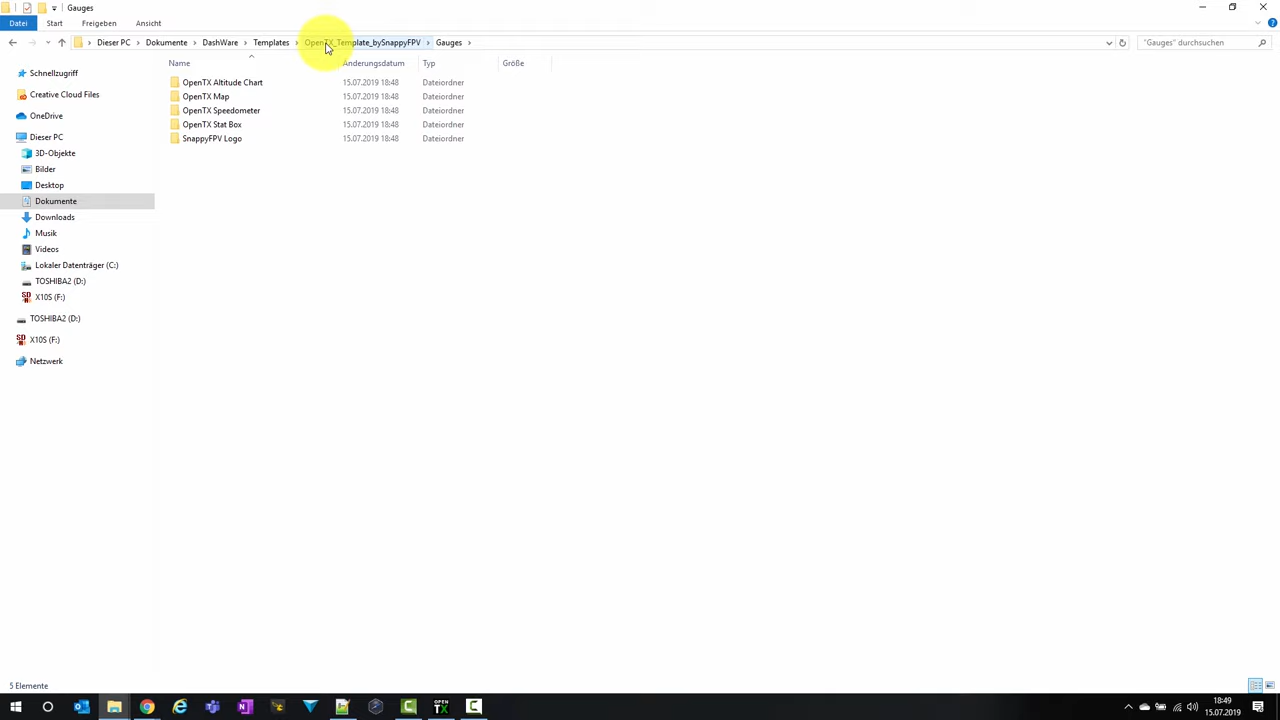 Gauges
Datei Start Freigeben Ansicht
Dieser PC Dokumente DashWare Templates OpenTX_Template_bySnappyFPV Gauges "Gauges" durchsuchen
Name Änderungsdatum Typ Größe
OpenTX Altitude Chart 15.07.2019 18:48 Dateiordner
OpenTX Map 15.07.2019 18:48 Dateiordner
OpenTX Speedometer 15.07.2019 18:48 Dateiordner
OpenTX Stat Box 15.07.2019 18:48 Dateiordner
SnappyFPV Logo 15.07.2019 18:48 Dateiordner
Schnellzugriff
Creative Cloud Files
OneDrive
Dieser PC
3D-Objekte
Bilder
Desktop
Dokumente
Downloads
Musik
Videos
Lokaler Datenträger (C:)
TOSHIBA2 (D:)
X10S (F:)
TOSHIBA2 (D:)
X10S (F:)
Netzwerk
5 Elemente
OPEN
TX
18:49
15.07.2019